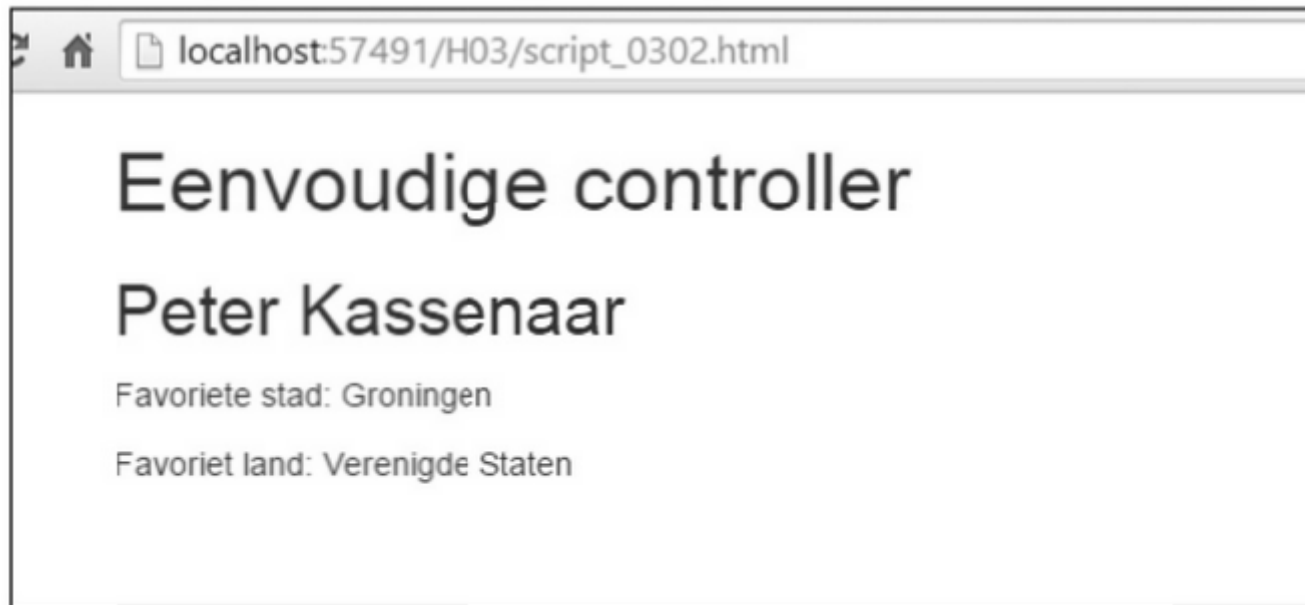 localhost:57491/H03/script_0302.html
Eenvoudige controller
Peter Kassenaar
Favoriete stad: Groningen
Favoriet land: Verenigde Staten